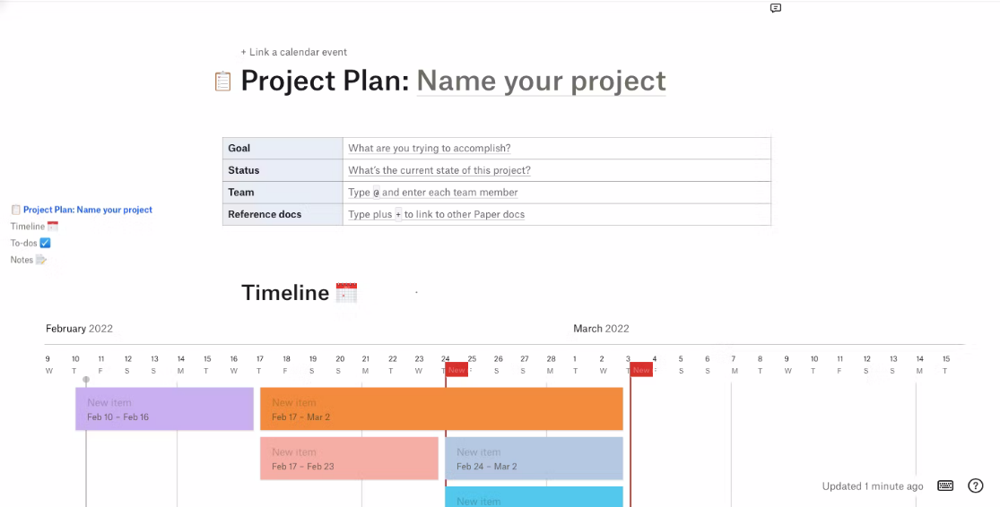 + Link a calendar event
Project Plan: Name your project
Goal What are you trying to accomplish?
Status What's the current state of this project?
Team Type @ and enter each team member
Reference docs Type plus + to link to other Paper docs
Project Plan: Name your project
Timeline
To-dos
Notes
Timeline
February 2022 March 2022
9 10 11 12 13 14 15 16 17 18 19 20 21 22 23 24 25 26 27 28 1 2 3 4 5 6 7 8 9 10 11 12 13 14 15
W T F S S M T W T F S S M T W T New F S S M T W T New F S S M T W T F S S M T
New item
Feb 10 – Feb 16
New item
Feb 17 – Mar 2
New item
Feb 17 – Feb 23
New item
Feb 24 – Mar 2
New item
Updated 1 minute ago
?